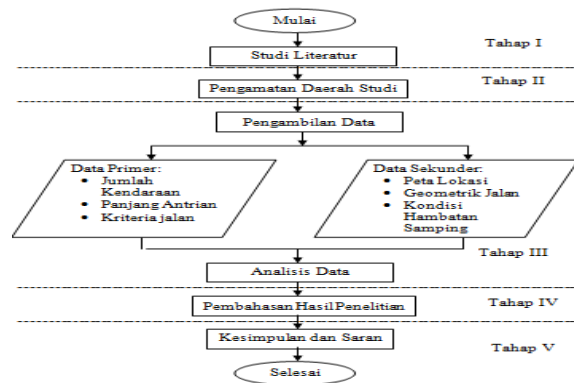 Mulai
Tahap I
Studi Literatur
Tahap II
Pengamatan Daerah Studi
Pengambilan Data
Data Primer:
• Jumlah
Kendaraan
• Panjang Antrian
• Kriteria jalan
Data Sekunder:
• Peta Lokasi
• Geometrik Jalan
• Kondisi
Hambatan
Samping
Tahap III
Analisis Data
Tahap IV
Pembahasan Hasil Penelitian
Kesimpulan dan Saran
Tahap V
Selesai